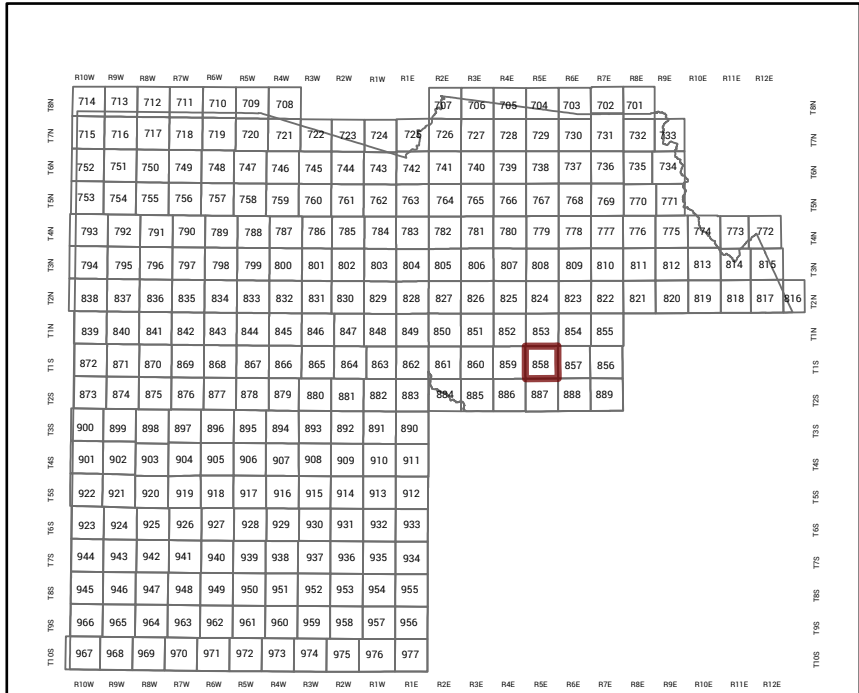 R10W R9W R8W R7W R6W R5W R4W R3W R2W R1W R1E R2E R3E R4E R5E R6E R7E R8E R9E R10E R11E R12E
T8N 714 713 712 711 710 709 708 707 706 705 704 703 702 701 T8N
T7N 715 716 717 718 719 720 721 722 723 724 725 726 727 728 729 730 731 732 733 T7N
T6N 752 751 750 749 748 747 746 745 744 743 742 741 740 739 738 737 736 735 734 T6N
T5N 753 754 755 756 757 758 759 760 761 762 763 764 765 766 767 768 769 770 771 T5N
T4N 793 792 791 790 789 788 787 786 785 784 783 782 781 780 779 778 777 776 775 774 773 772 T4N
T3N 794 795 796 797 798 799 800 801 802 803 804 805 806 807 808 809 810 811 812 813 814 815 T3N
T2N 838 837 836 835 834 833 832 831 830 829 828 827 826 825 824 823 822 821 820 819 818 817 816 T2N
T1N 839 840 841 842 843 844 845 846 847 848 849 850 851 852 853 854 855 T1N
T1S 872 871 870 869 868 867 866 865 864 863 862 861 860 859 858 857 856 T1S
T2S 873 874 875 876 877 878 879 880 881 882 883 884 885 886 887 888 889 T2S
T3S 900 899 898 897 896 895 894 893 892 891 890 T3S
T4S 901 902 903 904 905 906 907 908 909 910 911 T4S
T5S 922 921 920 919 918 917 916 915 914 913 912 T5S
T6S 923 924 925 926 927 928 929 930 931 932 933 T6S
T7S 944 943 942 941 940 939 938 937 936 935 934 T7S
T8S 945 946 947 948 949 950 951 952 953 954 955 T8S
T9S 966 965 964 963 962 961 960 959 958 957 956 T9S
T10S 967 968 969 970 971 972 973 974 975 976 977 T10S
R10W R9W R8W R7W R6W R5W R4W R3W R2W R1W R1E R2E R3E R4E R5E R6E R7E R8E R9E R10E R11E R12E